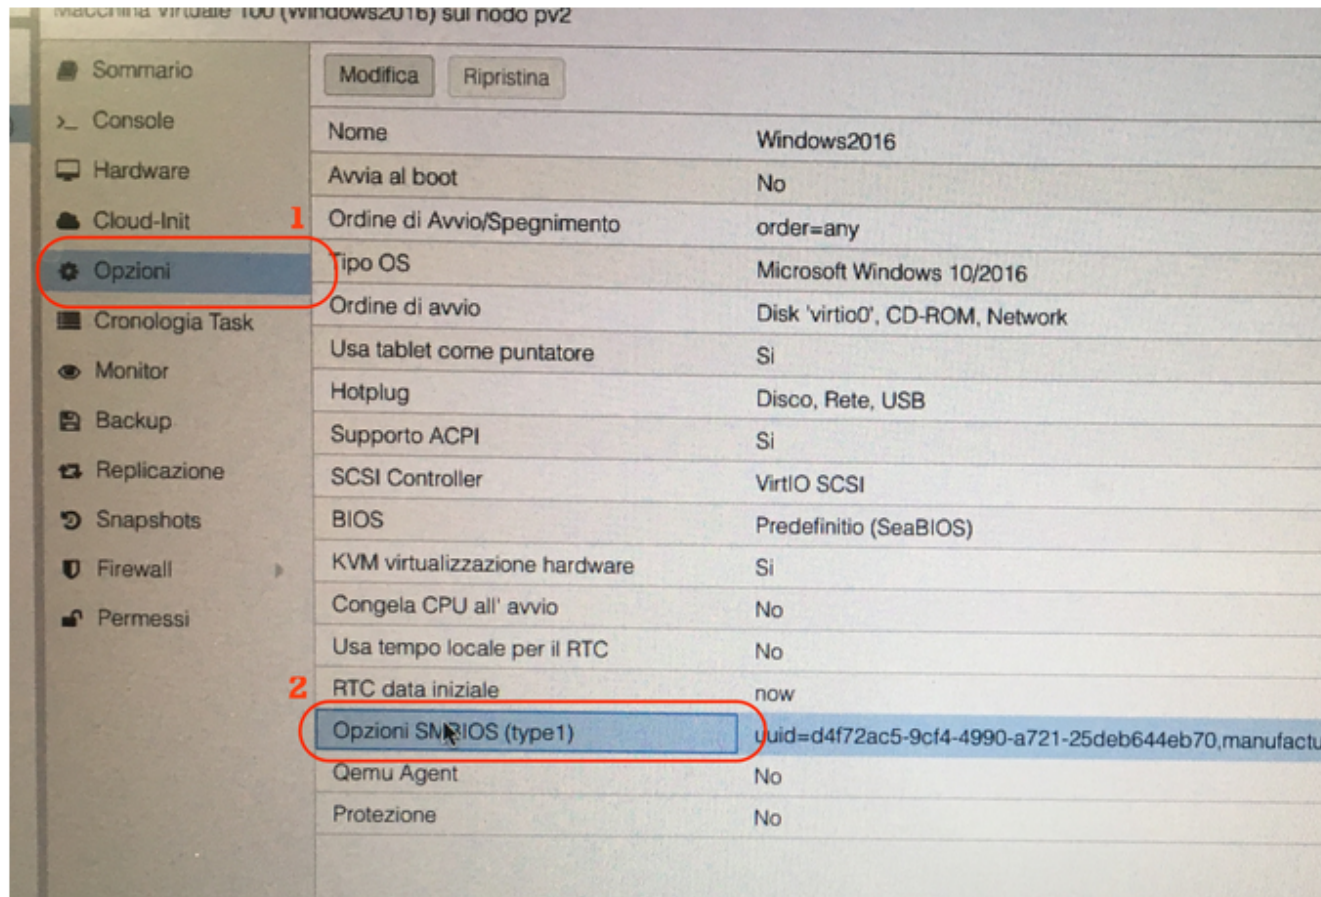 Macchina Virtuale 100 (Windows2016) sul nodo pv2
Sommario
Console
Hardware
Cloud-Init
1
Opzioni
Cronologia Task
Monitor
Backup
Replicazione
Snapshots
Firewall
Permessi
Modifica Ripristina
Nome Windows2016
Avvia al boot No
Ordine di Avvio/Spegnimento order=any
Tipo OS Microsoft Windows 10/2016
Ordine di avvio Disk 'virtio0', CD-ROM, Network
Usa tablet come puntatore Si
Hotplug Disco, Rete, USB
Supporto ACPI Si
SCSI Controller VirtIO SCSI
BIOS Predefinitio (SeaBIOS)
KVM virtualizzazione hardware Si
Congela CPU all' avvio No
Usa tempo locale per il RTC No
2 RTC data iniziale now
Opzioni SMBIOS (type1) uuid=d4f72ac5-9cf4-4990-a721-25deb644eb70,manufactu
Qemu Agent No
Protezione No